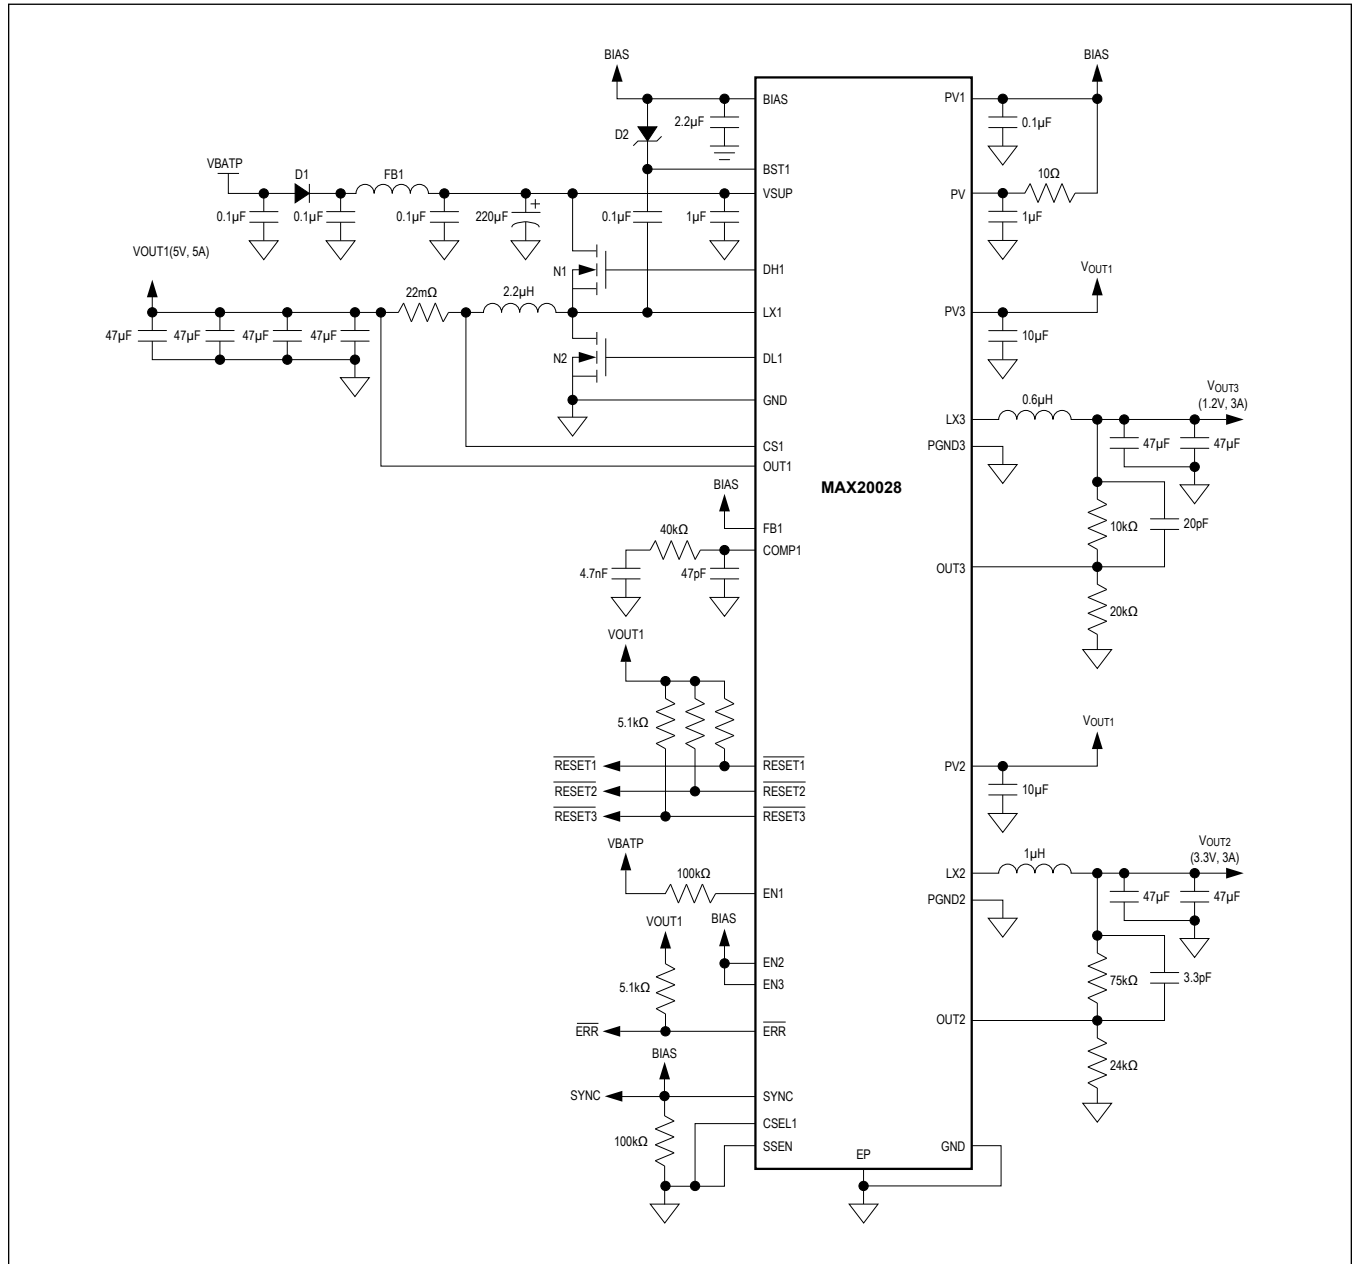 BIAS
BIAS
BIAS
PV1
D2
2.2µF
0.1µF
VBATP
D1
FB1
BST1
10Ω
VSUP
PV
0.1µF
0.1µF
0.1µF
220µF
+
0.1µF
1µF
1µF
VOUT1(5V, 5A)
N1
DH1
VOUT1
22mΩ
2.2µH
LX1
PV3
47µF
47µF
47µF
47µF
10µF
N2
DL1
GND
0.6µH
VOUT3
(1.2V, 3A)
LX3
CS1
PGND3
47µF
47µF
OUT1
MAX20028
BIAS
FB1
10kΩ
20pF
40kΩ
COMP1
4.7nF
47pF
OUT3
20kΩ
VOUT1
5.1kΩ
VOUT1
RESET1
RESET1
PV2
RESET2
RESET2
10µF
RESET3
RESET3
VBATP
VOUT2
(3.3V, 3A)
1µH
100kΩ
LX2
EN1
PGND2
47µF
47µF
VOUT1
BIAS
EN2
EN3
5.1kΩ
75kΩ
3.3pF
OUT2
ERR
ERR
BIAS
24kΩ
SYNC
SYNC
CSEL1
100kΩ
SSEN
EP
GND